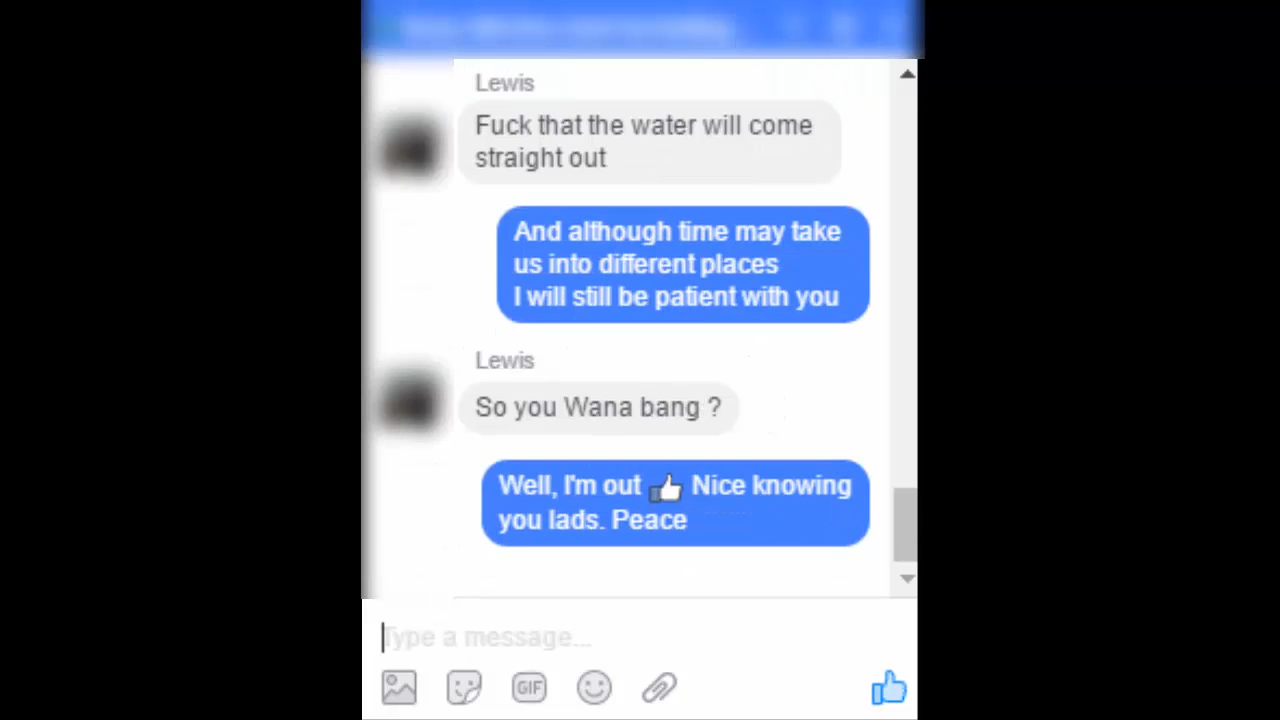 Lewis
Fuck that the water will come
straight out
And although time may take
us into different places
I will still be patient with you
Lewis
So you Wana bang ?
Well, I'm out 👍 Nice knowing
you lads. Peace
Type a message...
GIF